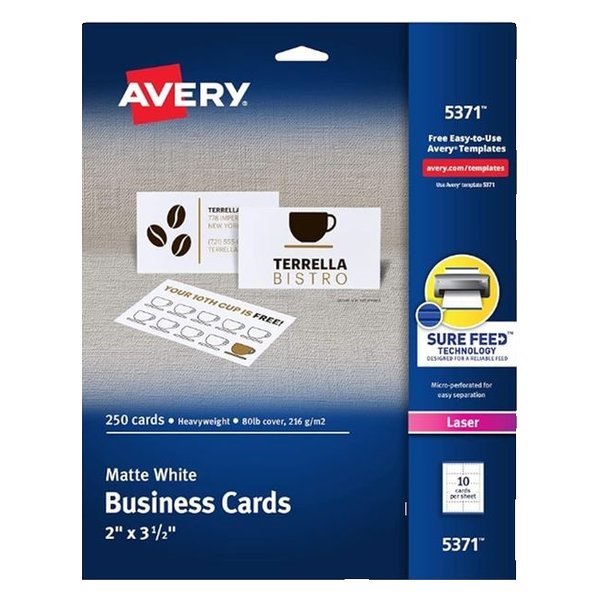 AVERY
5371™
Free Easy-to-Use
Avery® Templates
avery.com/templates
Use Avery® template 5371
TERRELLA
NEW YORK
(721) 555-
TERRELLA
TERRELLA
BISTRO
YOUR 10TH CUP IS FREE!
SURE FEED™
TECHNOLOGY
DESIGNED FOR A RELIABLE FEED
Micro-perforated for
easy separation
250 cards • Heavyweight • 80lb cover, 216 g/m2
Laser
Matte White
Business Cards
2" x 3 1/2"
10
cards
per sheet
5371™